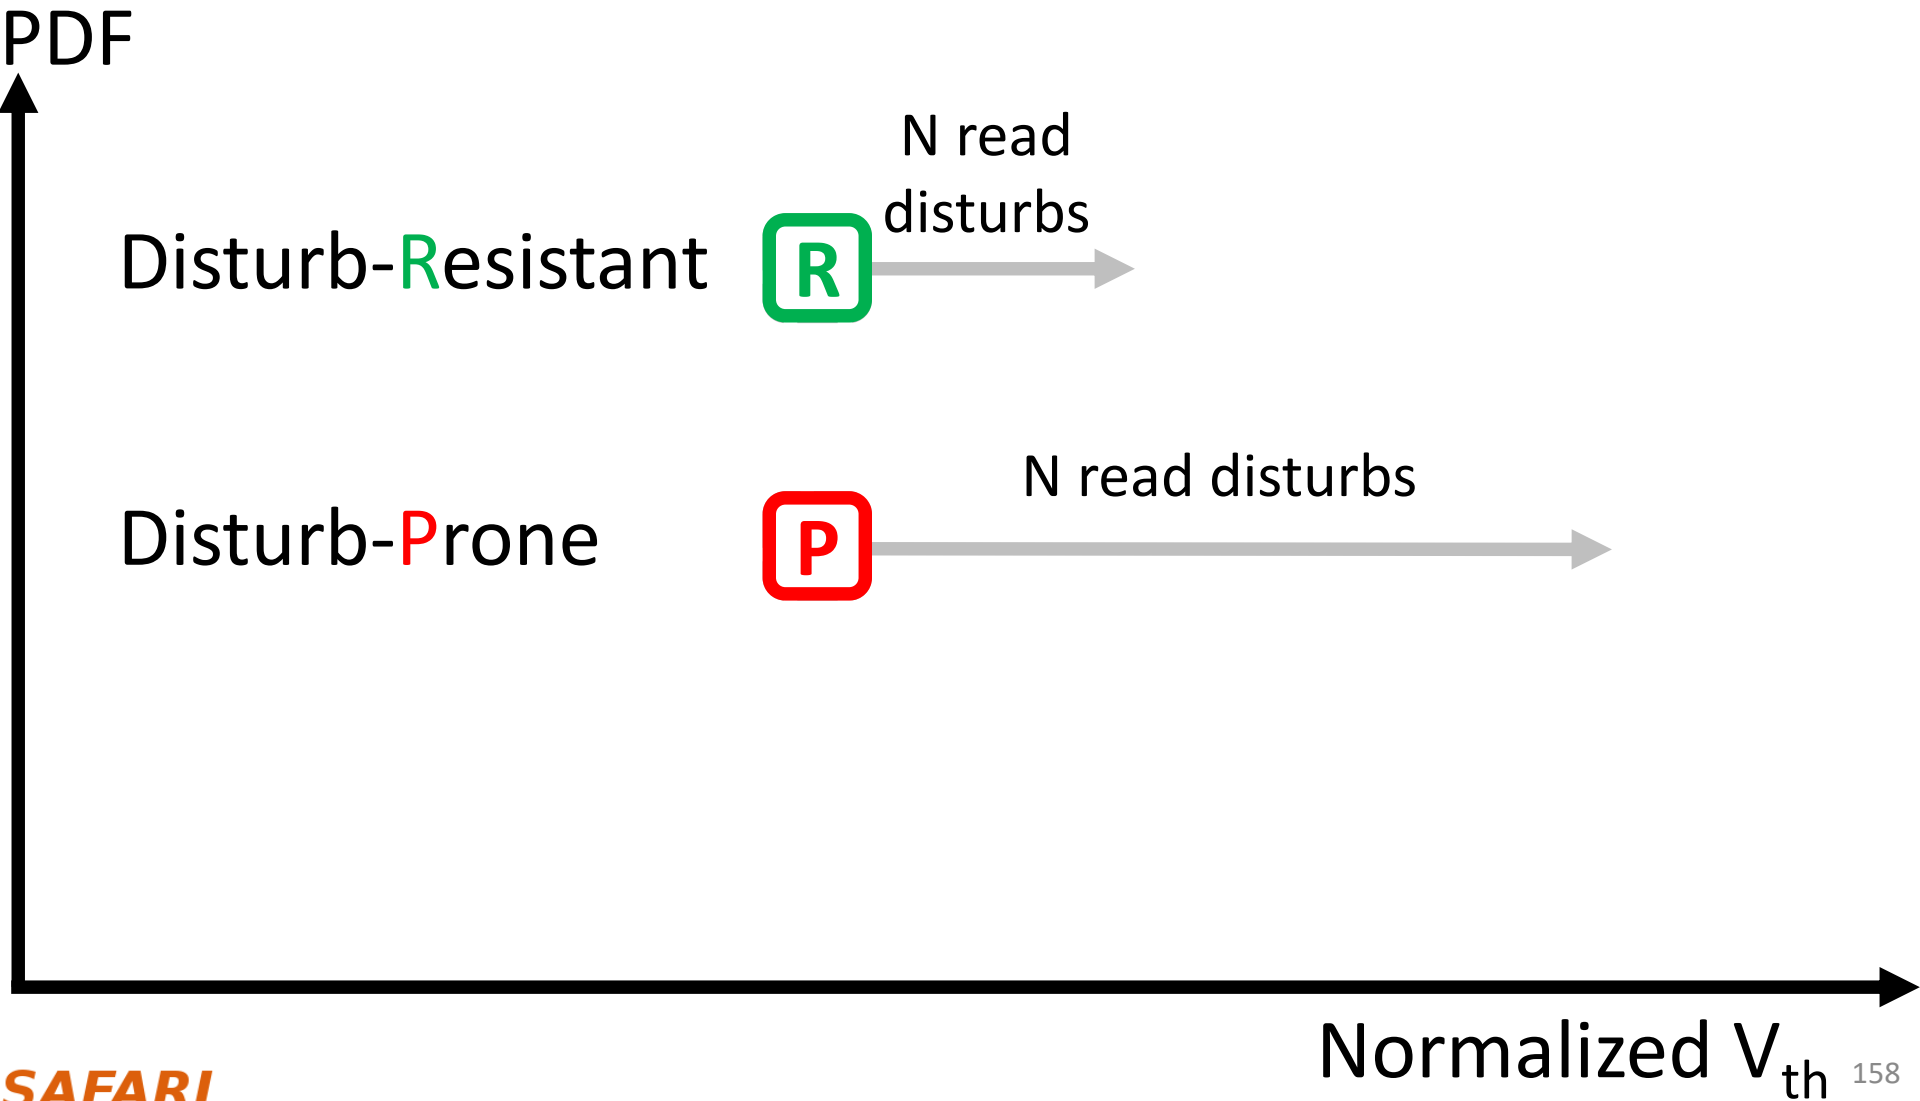 PDF
N read
disturbs
Disturb-Resistant
R
N read disturbs
Disturb-Prone
P
Normalized Vth
158
SAFARI